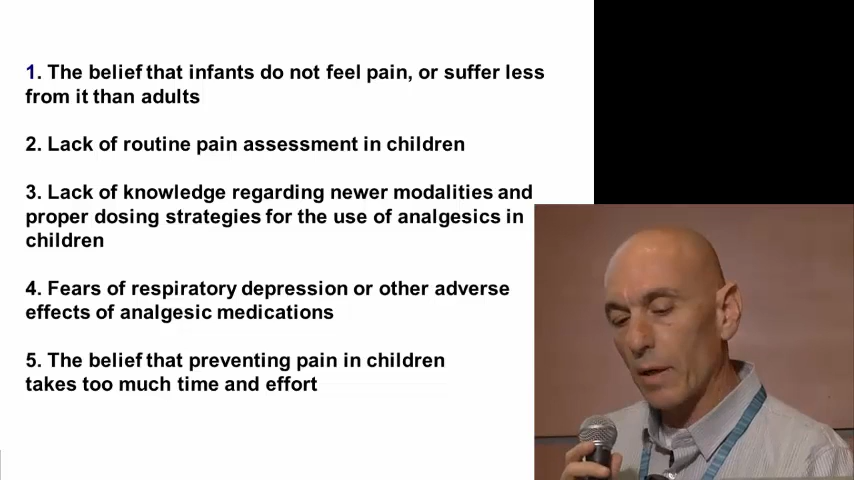 1. The belief that infants do not feel pain, or suffer less
from it than adults
2. Lack of routine pain assessment in children
3. Lack of knowledge regarding newer modalities and
proper dosing strategies for the use of analgesics in
children
4. Fears of respiratory depression or other adverse
effects of analgesic medications
5. The belief that preventing pain in children
takes too much time and effort